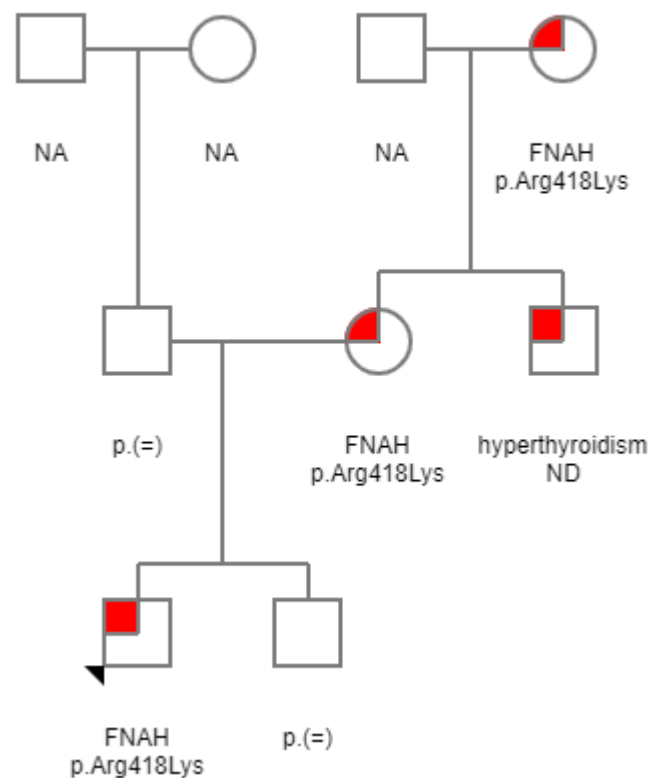 NA
NA
NA
FNAH
p.Arg418Lys
p.(=)
FNAH
p.Arg418Lys
hyperthyroidism
ND
FNAH
p.Arg418Lys
p.(=)